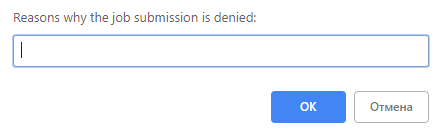 Reasons why the job submission is denied:
OK Отмена